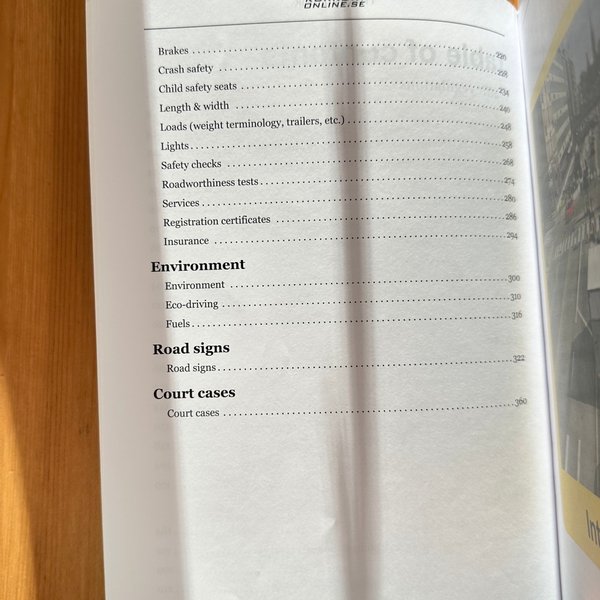 ONLINE.SE
Brakes 220
Crash safety 228
Child safety seats 234
Length & width 240
Loads (weight terminology, trailers, etc.) 248
Lights 258
Safety checks 268
Roadworthiness tests 274
Services 280
Registration certificates 286
Insurance 294
Environment
Environment 300
Eco-driving 310
Fuels 316
Road signs
Road signs 322
Court cases
Court cases 360